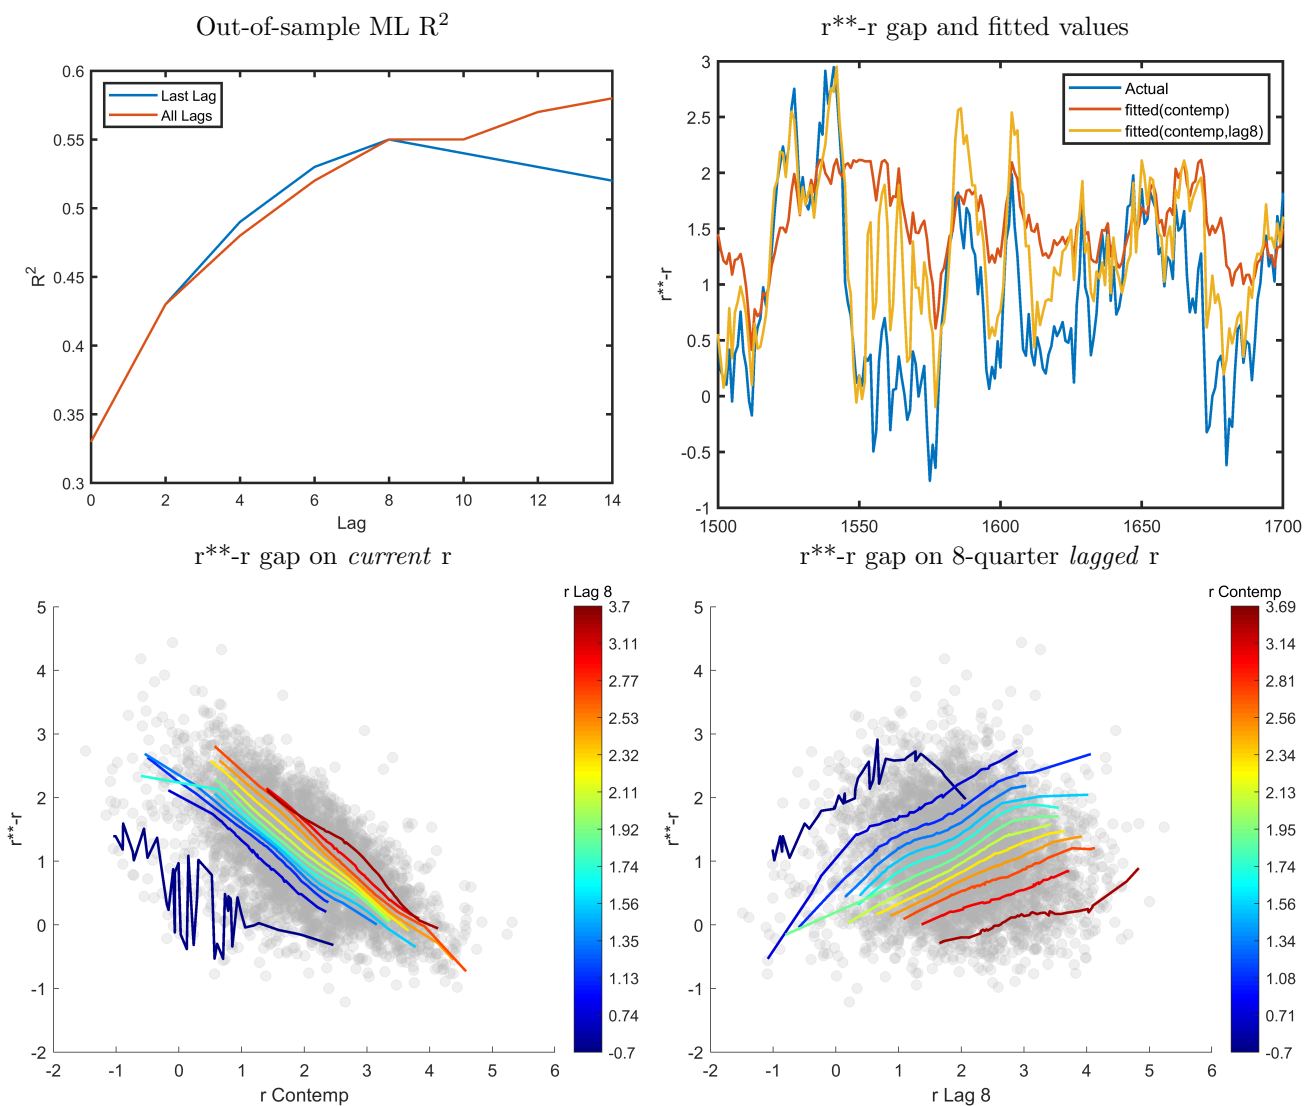 Out-of-sample ML R²
0.6
0.55
0.5
0.45
0.4
0.35
0.3
R²
Last Lag
All Lags
0 2 4 6 8 10 12 14
Lag
r**-r gap and fitted values
3
2.5
2
1.5
1
0.5
0
-0.5
-1
r**-r
Actual
fitted(contemp)
fitted(contemp,lag8)
1500 1550 1600 1650 1700
r**-r gap on current r
5
4
3
2
1
0
-1
-2
r**-r
-2 -1 0 1 2 3 4 5 6
r Contemp
r Lag 8
3.7
3.11
2.77
2.53
2.32
2.11
1.92
1.74
1.55
1.35
1.13
0.74
-0.7
r**-r gap on 8-quarter lagged r
5
4
3
2
1
0
-1
-2
r**-r
-2 -1 0 1 2 3 4 5 6
r Lag 8
r Contemp
3.69
3.14
2.81
2.56
2.34
2.13
1.95
1.74
1.54
1.34
1.08
0.71
-0.7